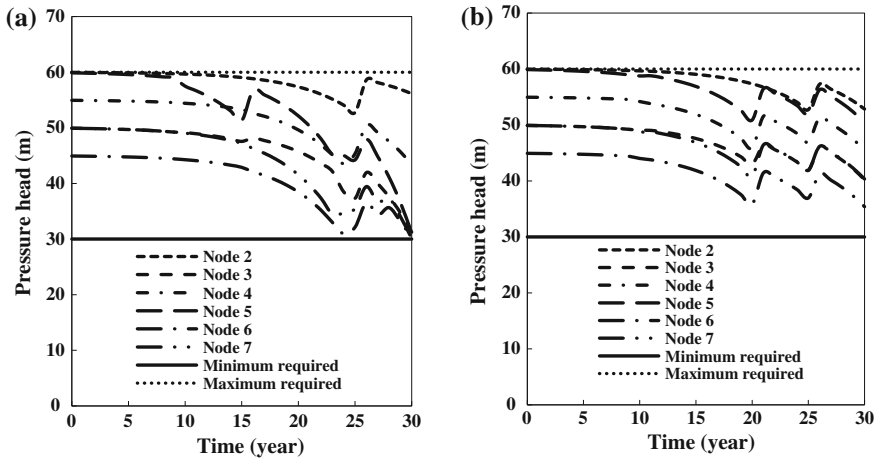 (a)
70
60
50
40
30
20
10
0
Pressure head (m)
Node 2
Node 3
Node 4
Node 5
Node 6
Node 7
Minimum required
Maximum required
0 5 10 15 20 25 30
Time (year)
(b)
70
60
50
40
30
20
10
0
Pressure head (m)
Node 2
Node 3
Node 4
Node 5
Node 6
Node 7
Minimum required
Maximum required
0 5 10 15 20 25 30
Time (year)